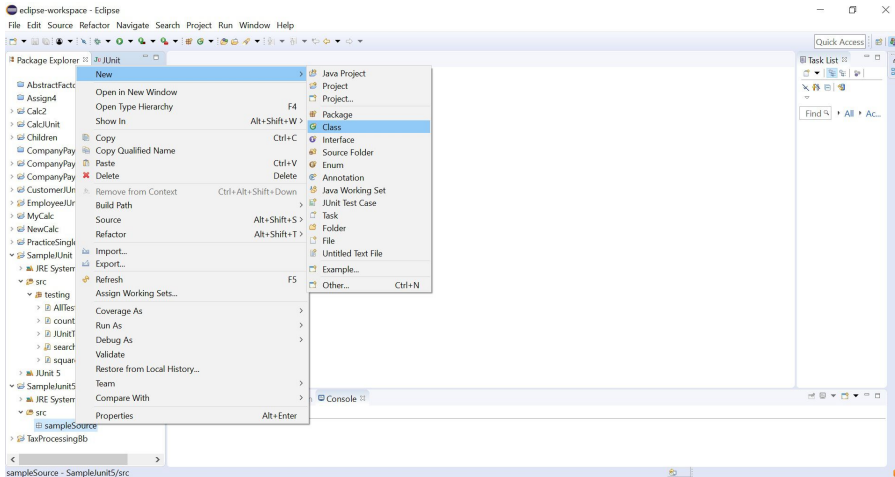 eclipse-workspace - Eclipse
File Edit Source Refactor Navigate Search Project Run Window Help
Quick Access
Package Explorer
JUnit
AbstractFacto
Assign4
Calc2
CalcJUnit
Children
CompanyPay
CompanyPay
CompanyPay
CustomerJUn
EmployeeJUn
MyCalc
NewCalc
PracticeSingle
SampleJUnit
JRE System
src
testing
AllTes
count
JUnitT
search
square
JUnit 5
SampleJunit5
JRE System
src
sampleSource
TaxProcessingBb
New
Open in New Window
Open Type Hierarchy F4
Show In Alt+Shift+W >
Copy Ctrl+C
Copy Qualified Name
Paste Ctrl+V
Delete Delete
Remove from Context Ctrl+Alt+Shift+Down
Build Path
Source Alt+Shift+S >
Refactor Alt+Shift+T >
Import...
Export...
Refresh F5
Assign Working Sets...
Coverage As
Run As
Debug As
Validate
Restore from Local History...
Team
Compare With
Properties Alt+Enter
Java Project
Project
Project...
Package
Class
Interface
Source Folder
Enum
Annotation
Java Working Set
JUnit Test Case
Task
Folder
File
Untitled Text File
Example...
Other... Ctrl+N
Task List
Find
All
Ac...
Console
sampleSource - SampleJunit5/src